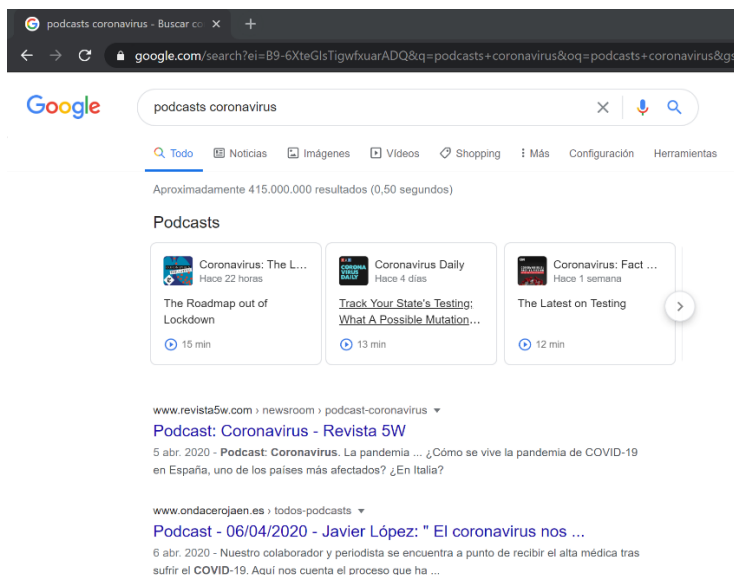 podcasts coronavirus - Buscar co
google.com/search?ei=B9-6XteGIsTigwfxuarADQ&q=podcasts+coronavirus&oq=podcasts+coronavirus&gs
Google
podcasts coronavirus
Todo Noticias Imágenes Vídeos Shopping Más Configuración Herramientas
Aproximadamente 415.000.000 resultados (0,50 segundos)
Podcasts
Coronavirus: The L...
Hace 22 horas
The Roadmap out of
Lockdown
15 min
CORONA
VIRUS
DAILY
Coronavirus Daily
Hace 4 días
Track Your State's Testing;
What A Possible Mutation...
13 min
Coronavirus: Fact ...
Hace 1 semana
The Latest on Testing
12 min
www.revista5w.com › newsroom › podcast-coronavirus
Podcast: Coronavirus - Revista 5W
5 abr. 2020 - Podcast: Coronavirus. La pandemia ... ¿Cómo se vive la pandemia de COVID-19
en España, uno de los países más afectados? ¿En Italia?
www.ondacerojaen.es › todos-podcasts
Podcast - 06/04/2020 - Javier López: " El coronavirus nos ...
6 abr. 2020 - Nuestro colaborador y periodista se encuentra a punto de recibir el alta médica tras
sufrir el COVID-19. Aquí nos cuenta el proceso que ha ...